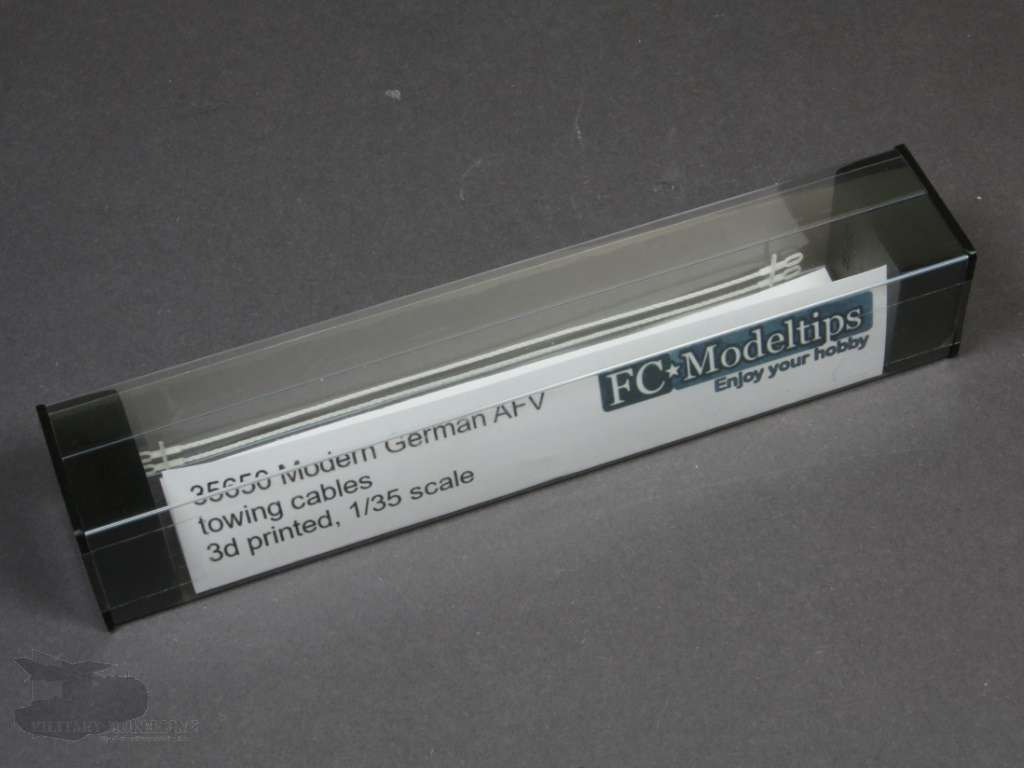 FC★Modeltips
Enjoy your hobby
35650 Modern German AFV
towing cables
3d printed, 1/35 scale